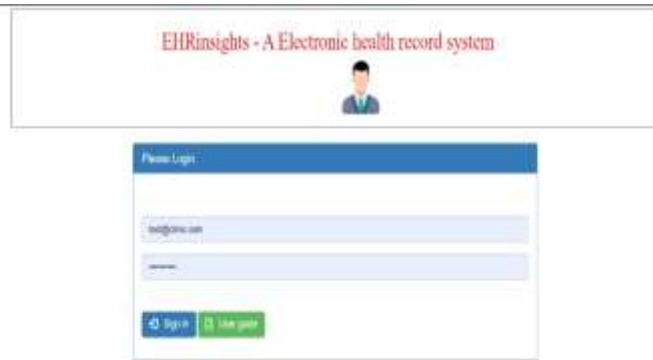 EHRinsights - A Electronic health record system
Please Login
Sign in
User guide